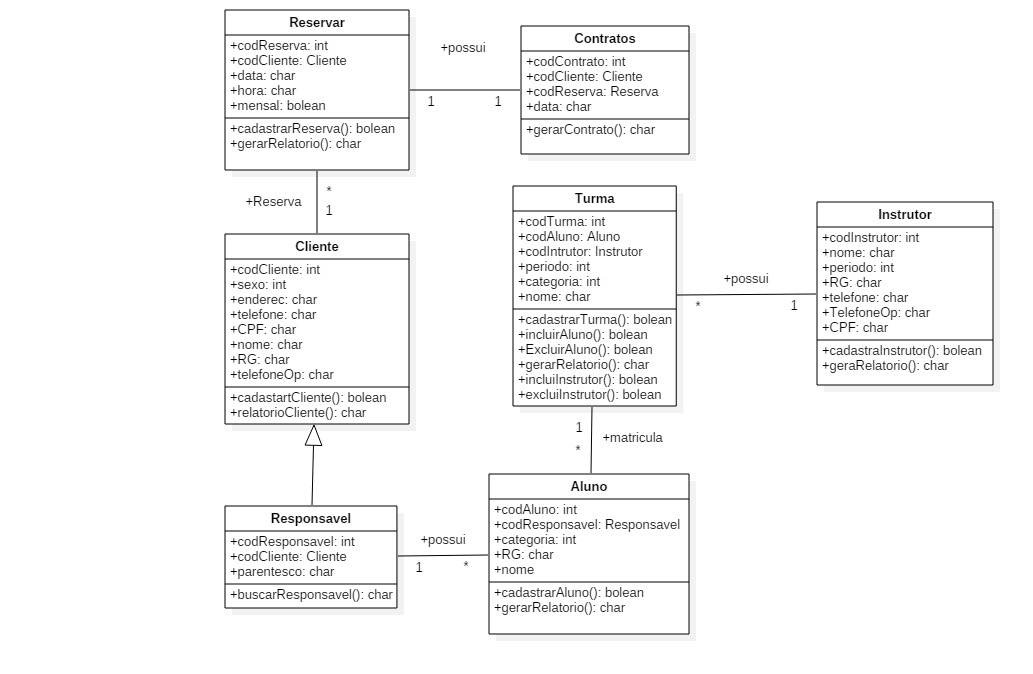 Reservar
+codReserva: int
+codCliente: Cliente
+data: char
+hora: char
+mensal: bolean
+cadastrarReserva(): bolean
+gerarRelatorio(): char
+possui
1
1
Contratos
+codContrato: int
+codCliente: Cliente
+codReserva: Reserva
+data: char
+gerarContrato(): char
+Reserva
*
1
Cliente
+codCliente: int
+sexo: int
+enderec: char
+telefone: char
+CPF: char
+nome: char
+RG: char
+telefoneOp: char
+cadastartCliente(): bolean
+relatorioCliente(): char
Turma
+codTurma: int
+codAluno: Aluno
+codIntrutor: Instrutor
+periodo: int
+categoria: int
+nome: char
+cadastrarTurma(): bolean
+incluirAluno(): bolean
+ExcluirAluno(): bolean
+gerarRelatorio(): char
+incluiInstrutor(): bolean
+excluiInstrutor(): bolean
+possui
*
1
Instrutor
+codInstrutor: int
+nome: char
+periodo: int
+RG: char
+telefone: char
+TelefoneOp: char
+CPF: char
+cadastraInstrutor(): bolean
+geraRelatorio(): char
1
*
+matricula
Responsavel
+codResponsavel: int
+codCliente: Cliente
+parentesco: char
+buscarResponsavel(): char
+possui
1
*
Aluno
+codAluno: int
+codResponsavel: Responsavel
+categoria: int
+RG: char
+nome
+cadastrarAluno(): bolean
+gerarRelatorio(): char